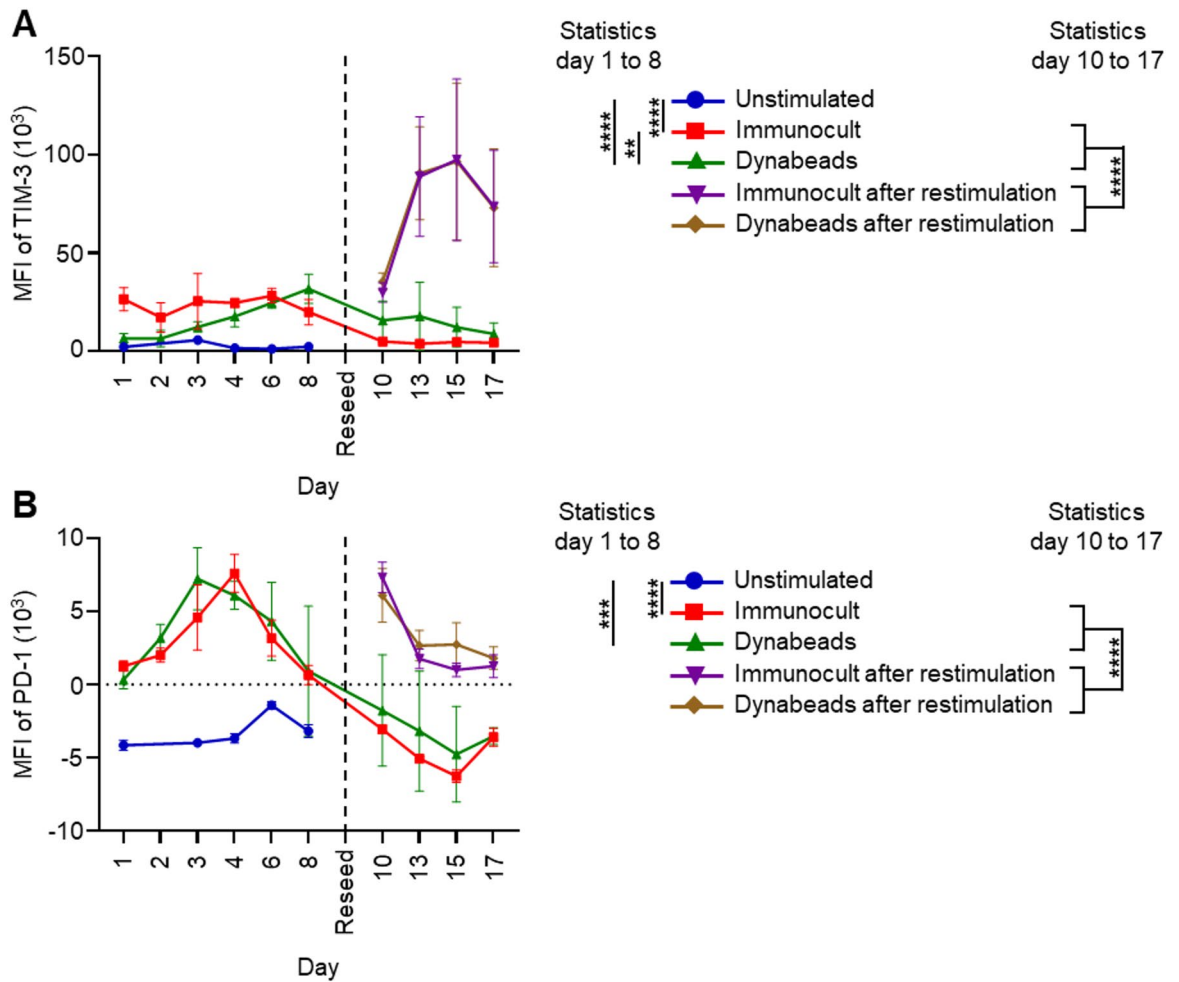 A
MFI of TIM-3 (10³)
150
100
50
0
1 2 3 4 6 8 Reseed 10 13 15 17
Day
Statistics
day 1 to 8
Statistics
day 10 to 17
**** ** ****
Unstimulated
Immunocult
Dynabeads
Immunocult after restimulation
Dynabeads after restimulation
****
B
MFI of PD-1 (10³)
10
5
0
-5
-10
1 2 3 4 6 8 Reseed 10 13 15 17
Day
Statistics
day 1 to 8
Statistics
day 10 to 17
*** ****
Unstimulated
Immunocult
Dynabeads
Immunocult after restimulation
Dynabeads after restimulation
****